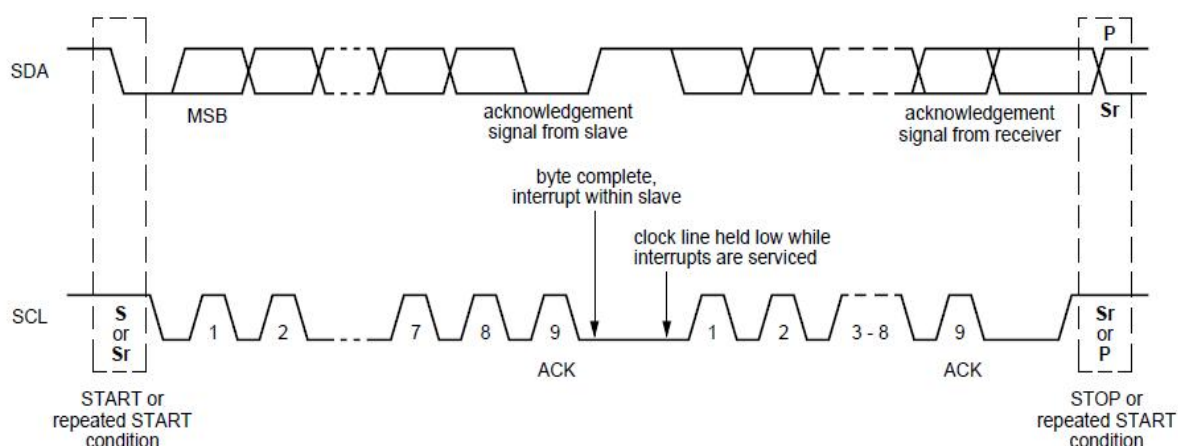 P
SDA
MSB
acknowledgement
signal from slave
acknowledgement
signal from receiver
Sr
byte complete,
interrupt within slave
clock line held low while
interrupts are serviced
SCL
S
or
Sr
1
2
7
8
9
1
2
3 - 8
9
Sr
or
P
ACK
ACK
START or
repeated START
condition
STOP or
repeated START
condition